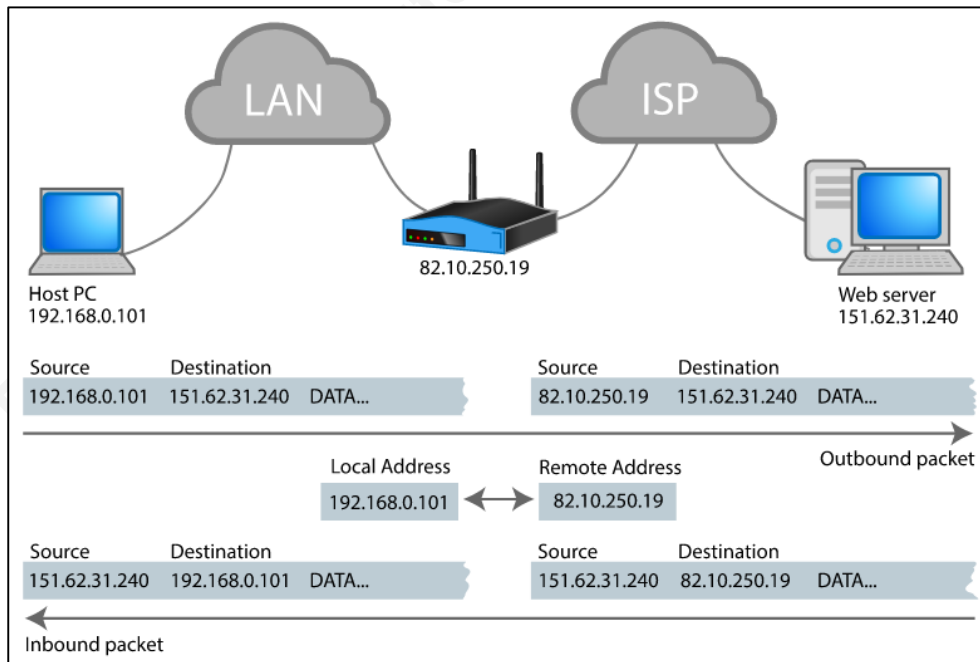 LAN
ISP
82.10.250.19
Host PC
192.168.0.101
Web server
151.62.31.240
Source Destination
192.168.0.101 151.62.31.240 DATA...
Source Destination
82.10.250.19 151.62.31.240 DATA...
Outbound packet
Local Address
192.168.0.101
Remote Address
82.10.250.19
Source Destination
151.62.31.240 192.168.0.101 DATA...
Source Destination
151.62.31.240 82.10.250.19 DATA...
Inbound packet